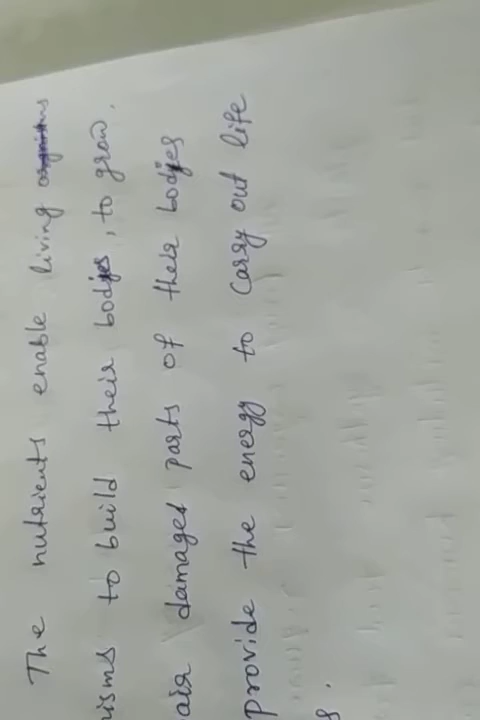 The nutrients enable living
isms to build their bodies, to grow.
air damaged parts of their bodies
provide the energy to carry out life
s.